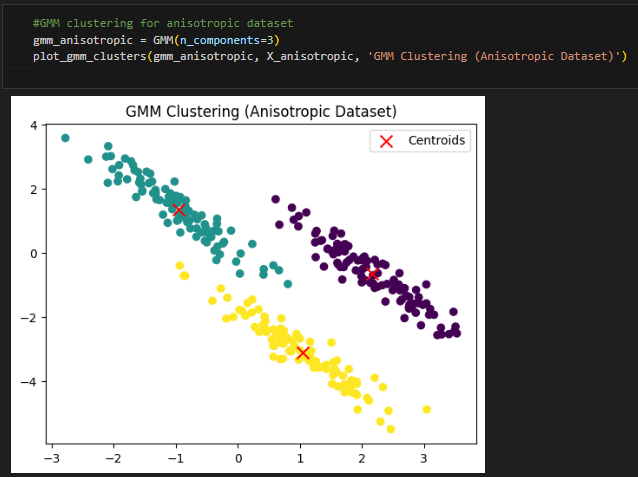 #GMM clustering for anisotropic dataset
gmm_anisotropic = GMM(n_components=3)
plot_gmm_clusters(gmm_anisotropic, X_anisotropic, 'GMM Clustering (Anisotropic Dataset)')
GMM Clustering (Anisotropic Dataset)
Centroids
4
2
0
−2
−4
−3 −2 −1 0 1 2 3